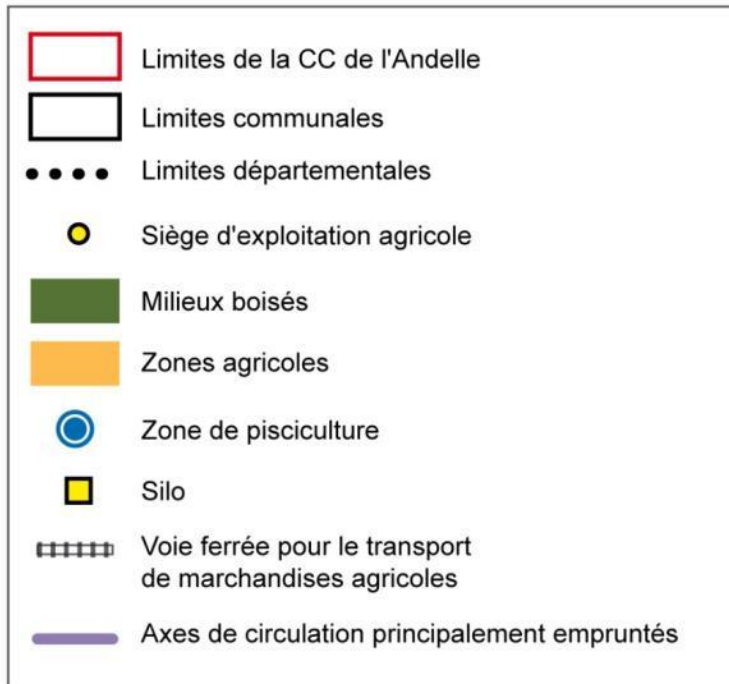 Limites de la CC de l'Andelle
Limites communales
Limites départementales
Siège d'exploitation agricole
Milieux boisés
Zones agricoles
Zone de pisciculture
Silo
Voie ferrée pour le transport
de marchandises agricoles
Axes de circulation principalement empruntés